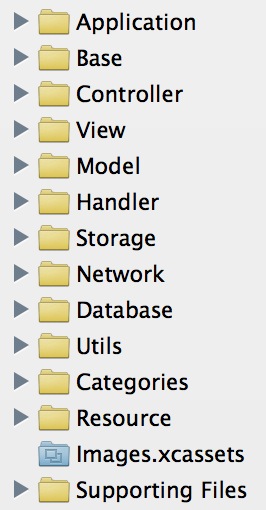 Application
Base
Controller
View
Model
Handler
Storage
Network
Database
Utils
Categories
Resource
Images.xcassets
Supporting Files